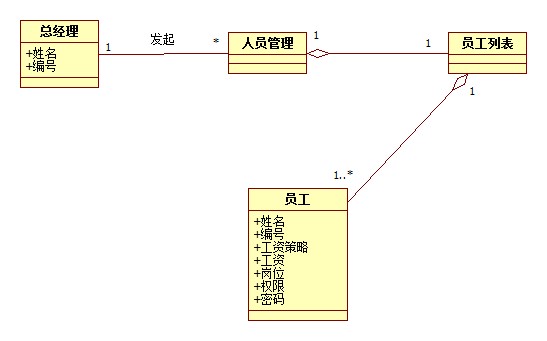 总经理
+姓名
+编号
1
发起
*
人员管理
1
1
员工列表
1
1..*
员工
+姓名
+编号
+工资策略
+工资
+岗位
+权限
+密码